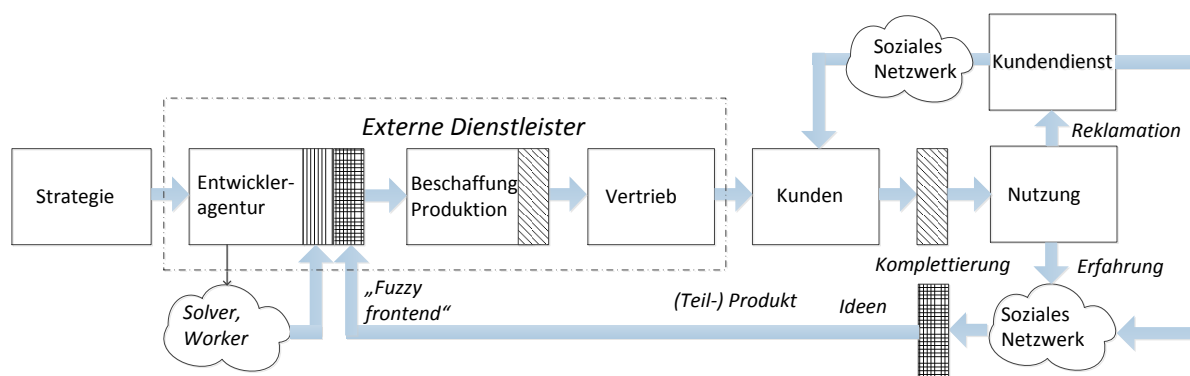 Soziales
Netzwerk
Kundendienst
Reklamation
Externe Dienstleister
Strategie
Entwickler-
agentur
Beschaffung
Produktion
Vertrieb
Kunden
Nutzung
Komplettierung
Erfahrung
Solver,
Worker
„Fuzzy
frontend“
(Teil-) Produkt
Ideen
Soziales
Netzwerk